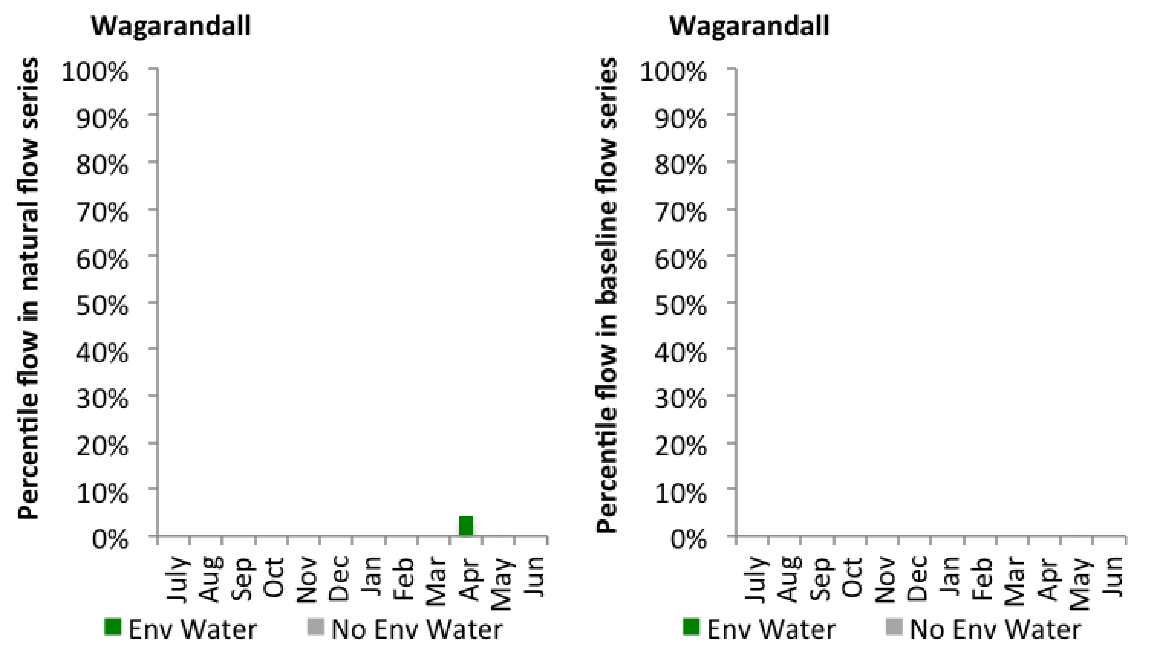 Wagarandall
Percentile flow in natural flow series
100%
90%
80%
70%
60%
50%
40%
30%
20%
10%
0%
July
Aug
Sep
Oct
Nov
Dec
Jan
Feb
Mar
Apr
May
Jun
Env Water
No Env Water
Wagarandall
Percentile flow in baseline flow series
100%
90%
80%
70%
60%
50%
40%
30%
20%
10%
0%
July
Aug
Sep
Oct
Nov
Dec
Jan
Feb
Mar
Apr
May
Jun
Env Water
No Env Water